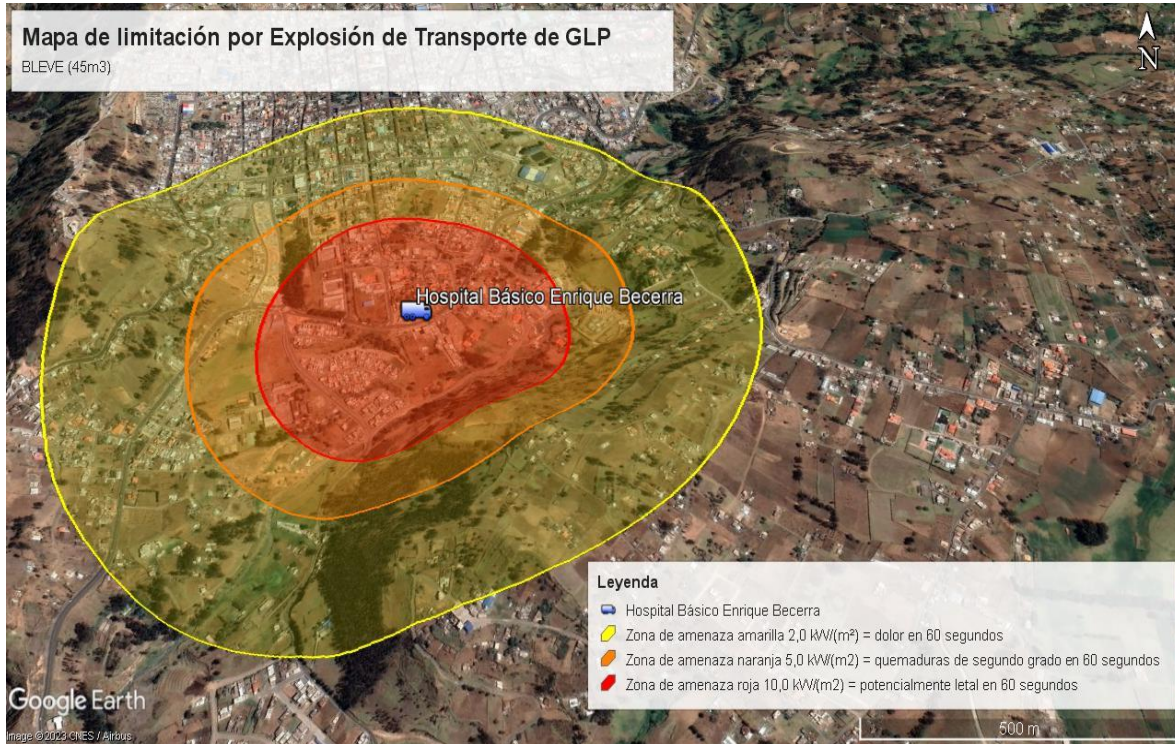 Mapa de limitación por Explosión de Transporte de GLP
BLEVE (45m3)
N
Hospital Básico Enrique Becerra
Leyenda
Hospital Básico Enrique Becerra
Zona de amenaza amarilla 2,0 kW/(m²) = dolor en 60 segundos
Zona de amenaza naranja 5,0 kW/(m2) = quemaduras de segundo grado en 60 segundos
Zona de amenaza roja 10,0 kW/(m2) = potencialmente letal en 60 segundos
Google Earth
Image © 2023 CNES / Airbus
500 m